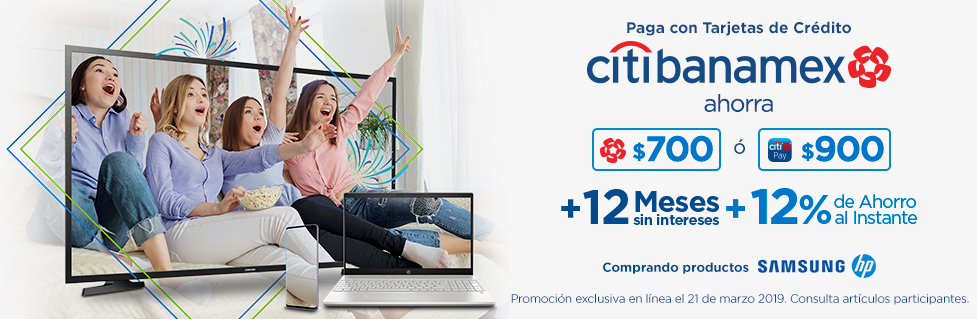 Paga con Tarjetas de Crédito
citibanamex
ahorra
$700 ó citi Pay $900
+12 Meses sin intereses + 12% de Ahorro al Instante
Comprando productos SAMSUNG hp
Promoción exclusiva en línea el 21 de marzo 2019. Consulta artículos participantes.
SAMSUNG